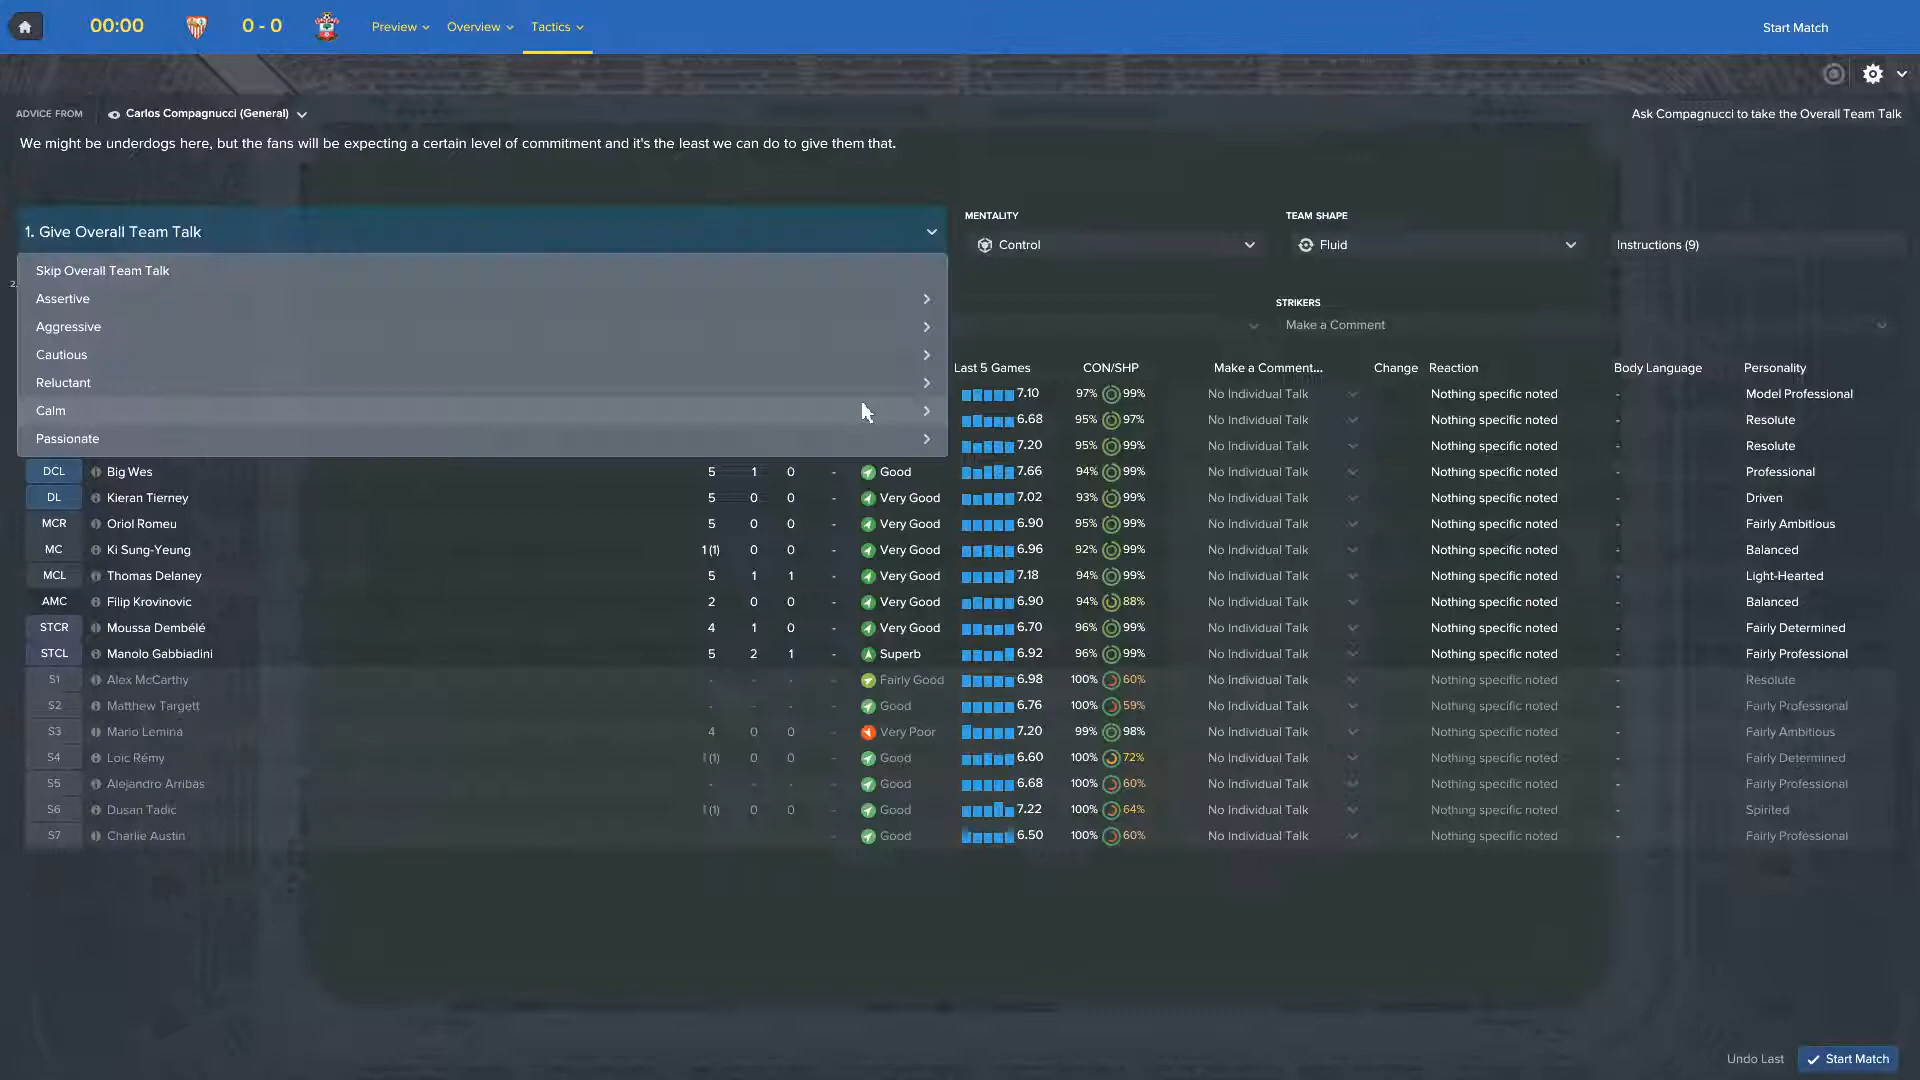 00:00 0 - 0 Preview Overview Tactics Start Match
ADVICE FROM Carlos Compagnucci (General) Ask Compagnucci to take the Overall Team Talk
We might be underdogs here, but the fans will be expecting a certain level of commitment and it's the least we can do to give them that.
MENTALITY TEAM SHAPE
1. Give Overall Team Talk Control Fluid Instructions (9)
Skip Overall Team Talk
2.
Assertive
STRIKERS
Aggressive Make a Comment
Cautious
Last 5 Games CON/SHP Make a Comment... Change Reaction Body Language Personality
Reluctant 7.10 97% 99% No Individual Talk Nothing specific noted - Model Professional
Calm 6.68 95% 97% No Individual Talk Nothing specific noted - Resolute
Passionate 7.20 95% 99% No Individual Talk Nothing specific noted - Resolute
DCL Big Wes 5 1 0 - Good 7.66 94% 99% No Individual Talk Nothing specific noted - Professional
DL Kieran Tierney 5 0 0 - Very Good 7.02 93% 99% No Individual Talk Nothing specific noted - Driven
MCR Oriol Romeu 5 0 0 - Very Good 6.90 95% 99% No Individual Talk Nothing specific noted - Fairly Ambitious
MC Ki Sung-Yeung 1 (1) 0 0 - Very Good 6.96 92% 99% No Individual Talk Nothing specific noted - Balanced
MCL Thomas Delaney 5 1 1 - Very Good 7.18 94% 99% No Individual Talk Nothing specific noted - Light-Hearted
AMC Filip Krovinovic 2 0 0 - Very Good 6.90 94% 88% No Individual Talk Nothing specific noted - Balanced
STCR Moussa Dembélé 4 1 0 - Very Good 6.70 96% 99% No Individual Talk Nothing specific noted - Fairly Determined
STCL Manolo Gabbiadini 5 2 1 - Superb 6.92 96% 99% No Individual Talk Nothing specific noted - Fairly Professional
S1 Alex McCarthy - - - - Fairly Good 6.98 100% 60% No Individual Talk Nothing specific noted - Resolute
S2 Matthew Targett - - - - Good 6.76 100% 59% No Individual Talk Nothing specific noted - Fairly Professional
S3 Mario Lemina 4 0 0 - Very Poor 7.20 99% 98% No Individual Talk Nothing specific noted - Fairly Ambitious
S4 Loïc Rémy (1) 0 0 - Good 6.60 100% 72% No Individual Talk Nothing specific noted - Fairly Determined
S5 Alejandro Arribas - - - - Good 6.68 100% 60% No Individual Talk Nothing specific noted - Fairly Professional
S6 Dusan Tadic (1) 0 0 - Good 7.22 100% 64% No Individual Talk Nothing specific noted - Spirited
S7 Charlie Austin - Good 6.50 100% 60% No Individual Talk Nothing specific noted - Fairly Professional
Undo Last Start Match